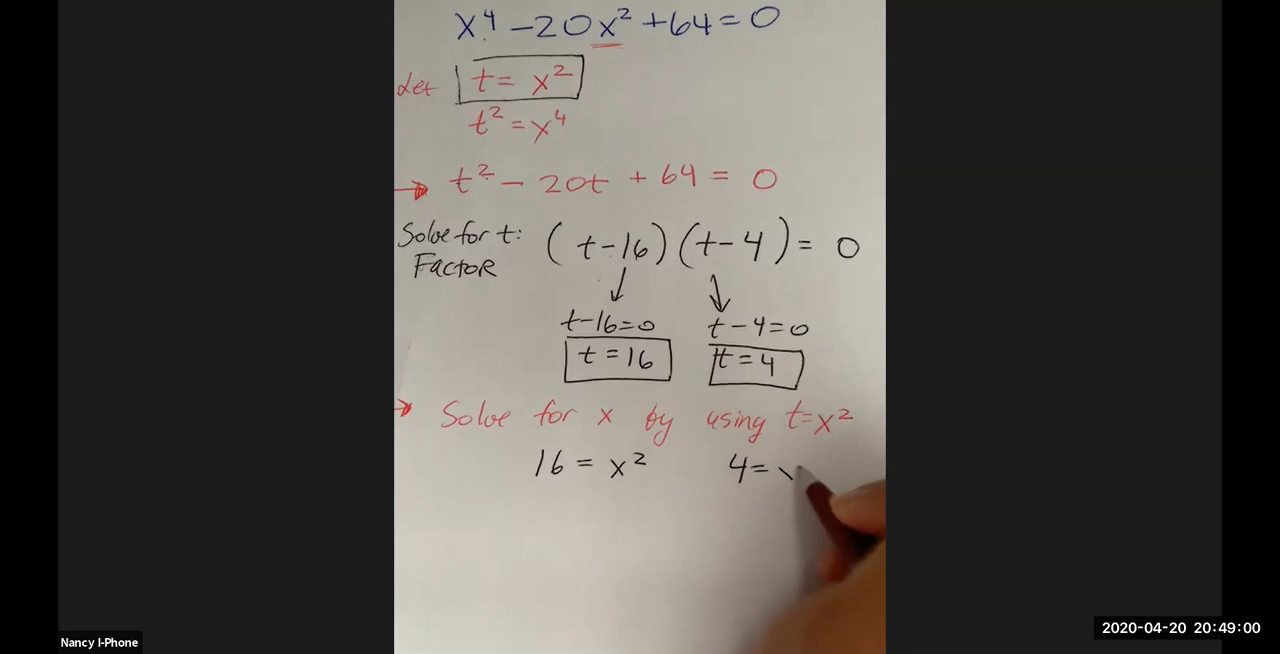 x⁴ - 20x² + 64 = 0
Let t = x²
t² = x⁴
→ t² - 20t + 64 = 0
Solve for t: (t - 16)(t - 4) = 0
Factor
t - 16 = 0 t - 4 = 0
t = 16 t = 4
→ Solve for x by using t = x²
16 = x² 4 =
Nancy I-Phone
2020-04-20 20:49:00